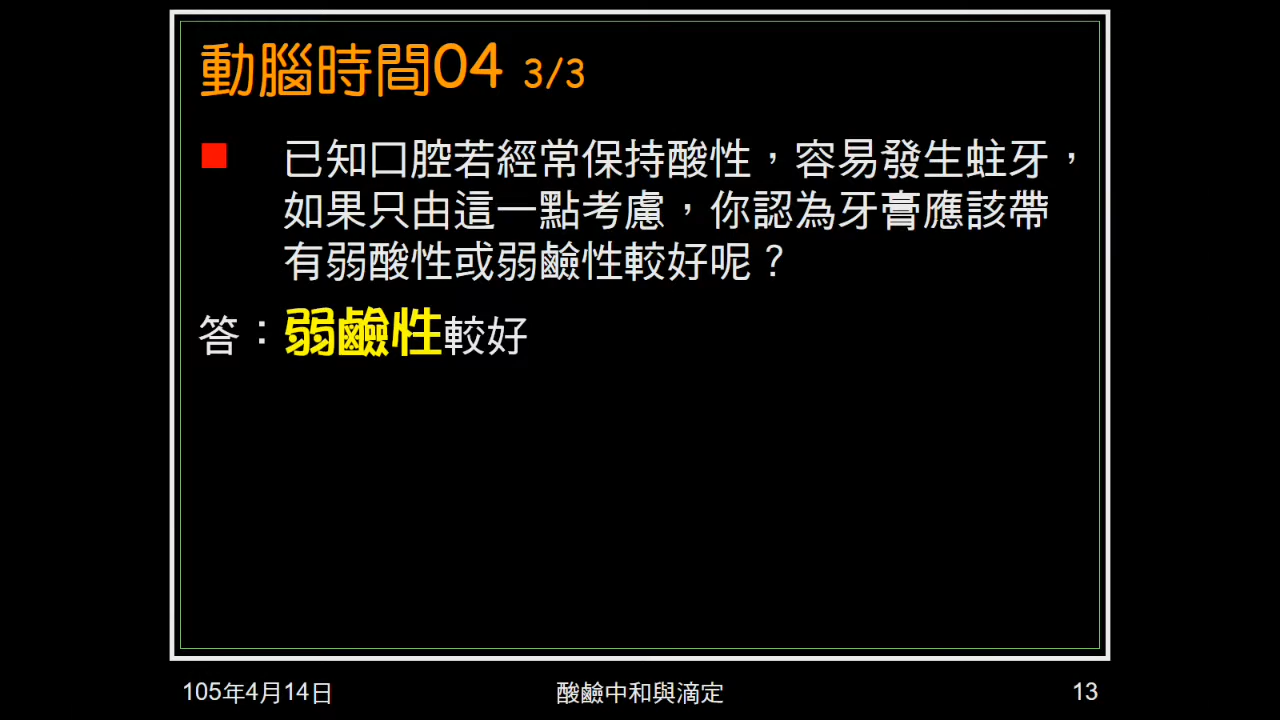 動腦時間04 3/3
已知口腔若經常保持酸性，容易發生蛀牙，
如果只由這一點考慮，你認為牙膏應該帶
有弱酸性或弱鹼性較好呢？
答：弱鹼性較好
105年4月14日
酸鹼中和與滴定
13